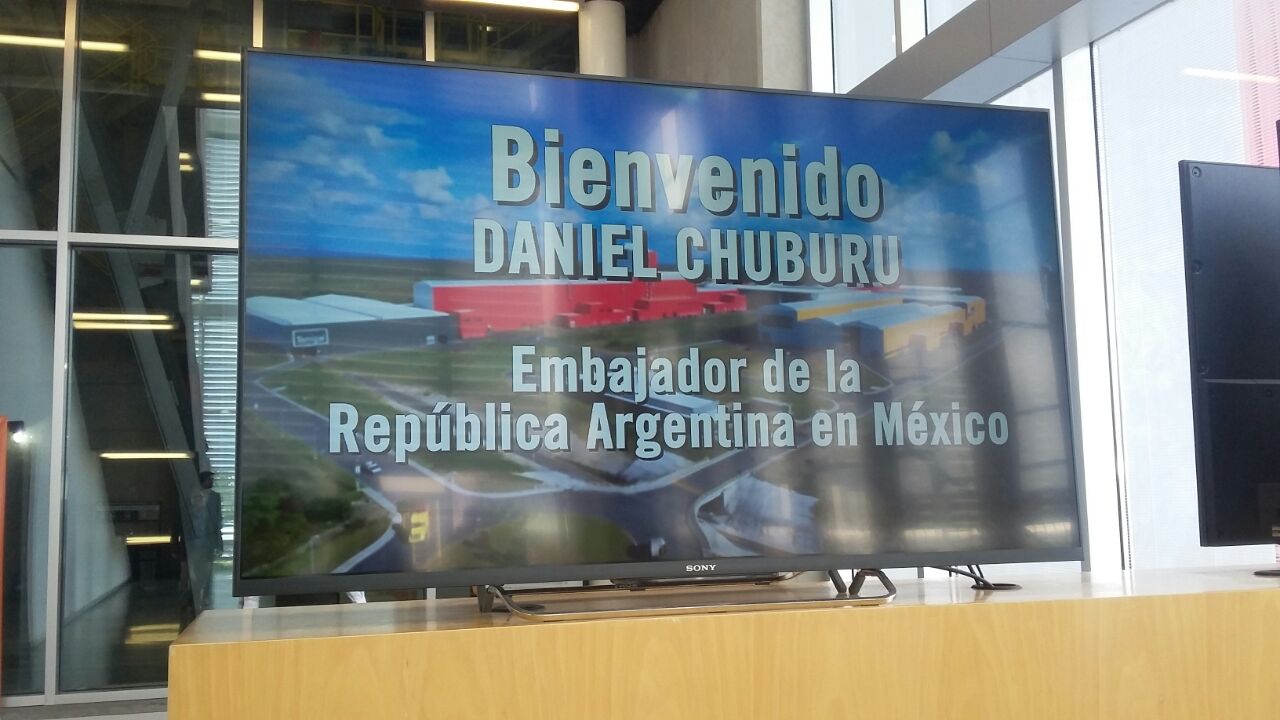 Bienvenido
DANIEL CHUBURU
Embajador de la
República Argentina en México
SONY